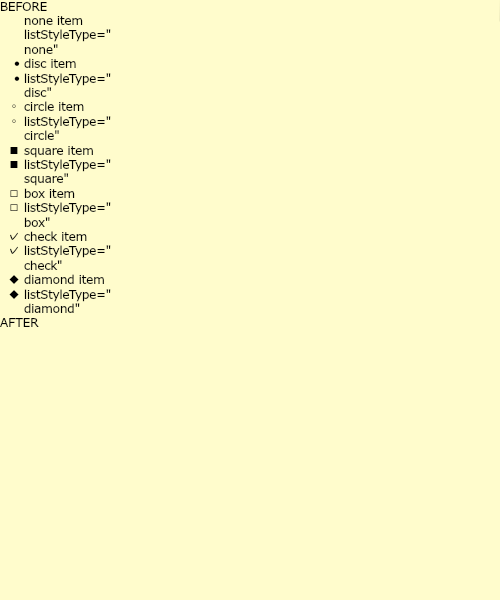 BEFORE
none item
listStyleType="
none"
• disc item
• listStyleType="
disc"
◦ circle item
◦ listStyleType="
circle"
■ square item
■ listStyleType="
square"
□ box item
□ listStyleType="
box"
✓ check item
✓ listStyleType="
check"
◆ diamond item
◆ listStyleType="
diamond"
AFTER